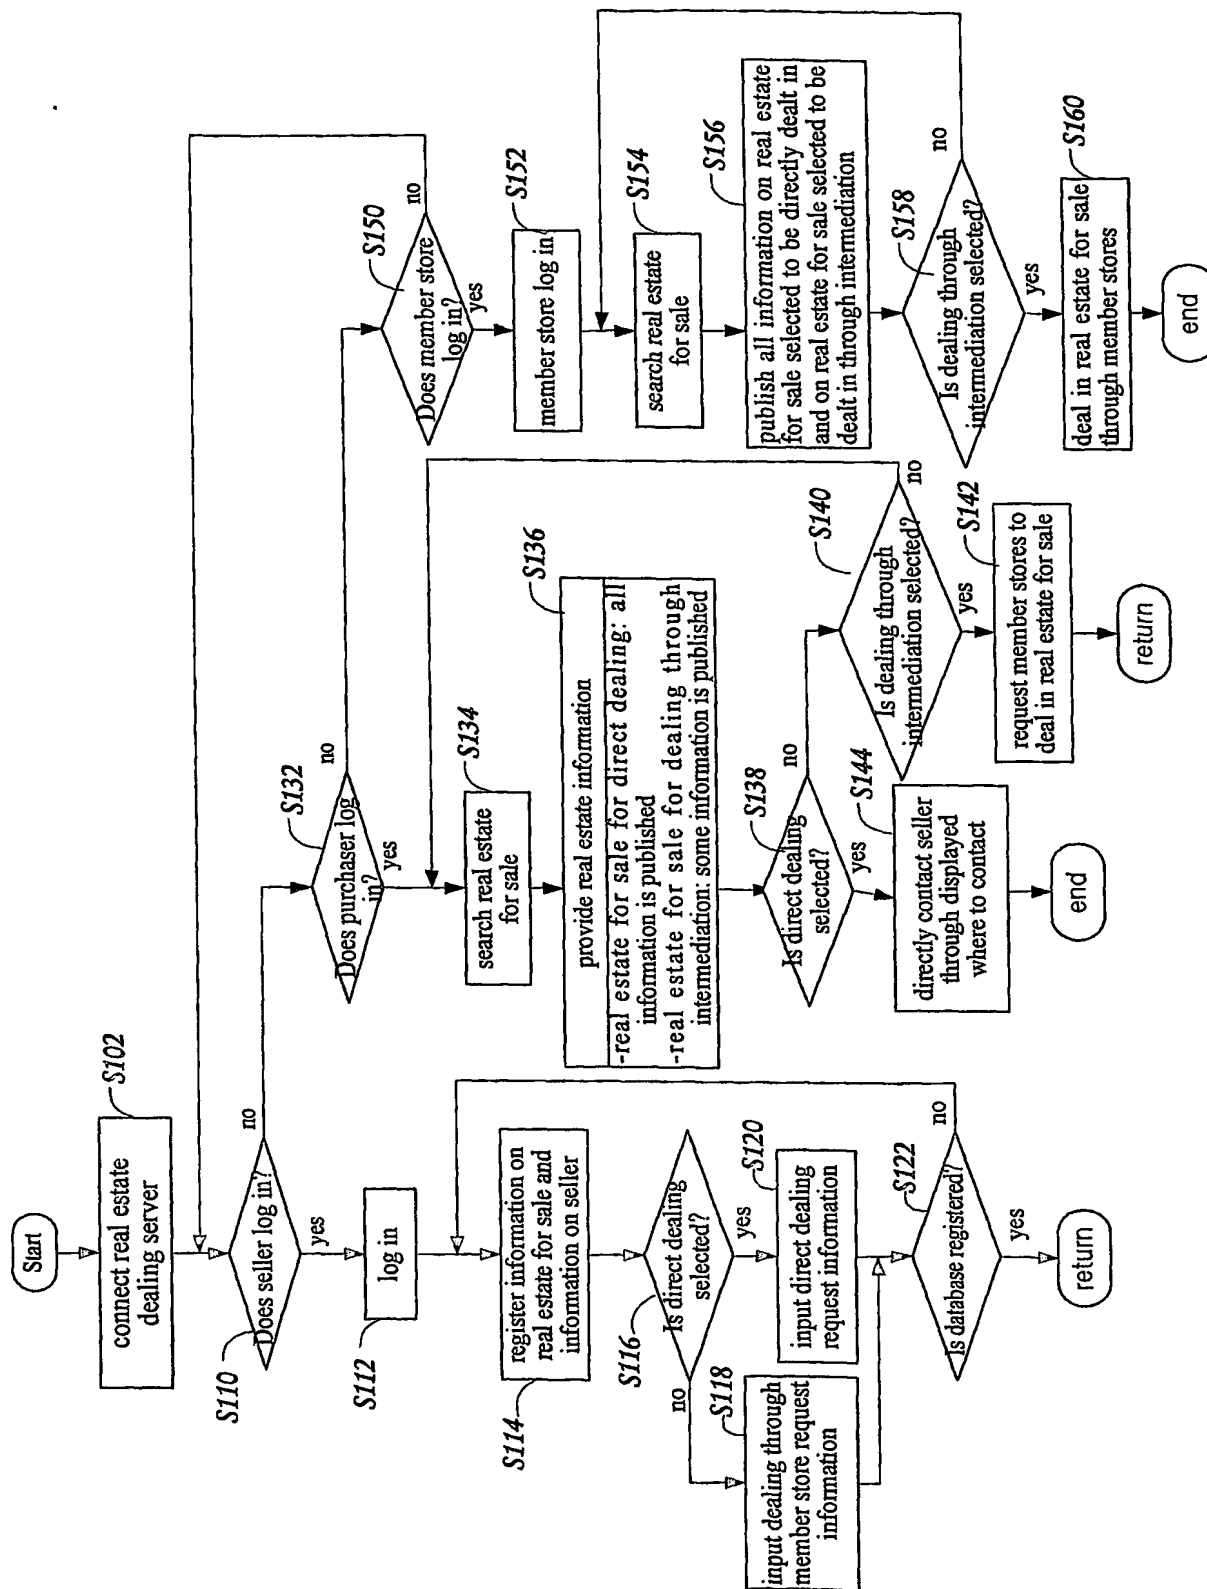 Start
connect real estate
dealing server
S102
Does seller log in?
S110
no
yes
log in
S112
register information on
real estate for sale and
information on seller
S114
Is direct dealing
selected?
S116
no
yes
input dealing through
member store request
information
S118
input direct dealing
request information
S120
Is database registered?
S122
no
yes
return
Does purchaser log
in?
S132
no
yes
search real estate
for sale
S134
provide real estate information
-real estate for sale for direct dealing: all
information is published
-real estate for sale for dealing through
intermediation: some information is published
S136
Is direct dealing
selected?
S138
no
yes
directly contact seller
through displayed
where to contact
S144
end
Is dealing through
intermediation selected?
S140
no
yes
request member stores to
deal in real estate for sale
S142
return
Does member store
log in?
S150
no
yes
member store log in
S152
search real estate
for sale
S154
publish all information on real estate
for sale selected to be directly dealt in
and on real estate for sale selected to be
dealt in through intermediation
S156
Is dealing through
intermediation selected?
S158
no
yes
deal in real estate for sale
through member stores
S160
end